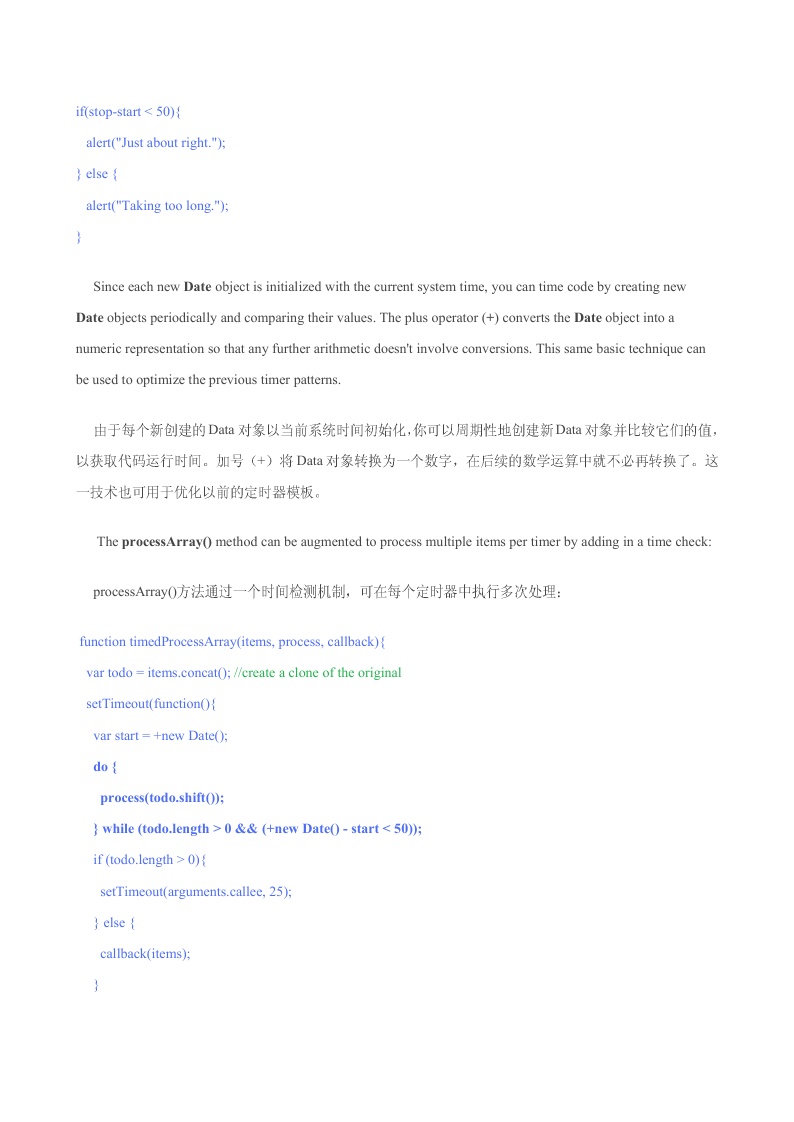 if(stop-start < 50){
alert("Just about right.");
} else {
alert("Taking too long.");
}
Since each new Date object is initialized with the current system time, you can time code by creating new
Date objects periodically and comparing their values. The plus operator (+) converts the Date object into a
numeric representation so that any further arithmetic doesn't involve conversions. This same basic technique can
be used to optimize the previous timer patterns.
由于每个新创建的 Data 对象以当前系统时间初始化，你可以周期性地创建新 Data 对象并比较它们的值，
以获取代码运行时间。加号（+）将 Data 对象转换为一个数字，在后续的数学运算中就不必再转换了。这
一技术也可用于优化以前的定时器模板。
The processArray() method can be augmented to process multiple items per timer by adding in a time check:
processArray()方法通过一个时间检测机制，可在每个定时器中执行多次处理：
function timedProcessArray(items, process, callback){
var todo = items.concat(); //create a clone of the original
setTimeout(function(){
var start = +new Date();
do {
process(todo.shift());
} while (todo.length > 0 && (+new Date() - start < 50));
if (todo.length > 0){
setTimeout(arguments.callee, 25);
} else {
callback(items);
}